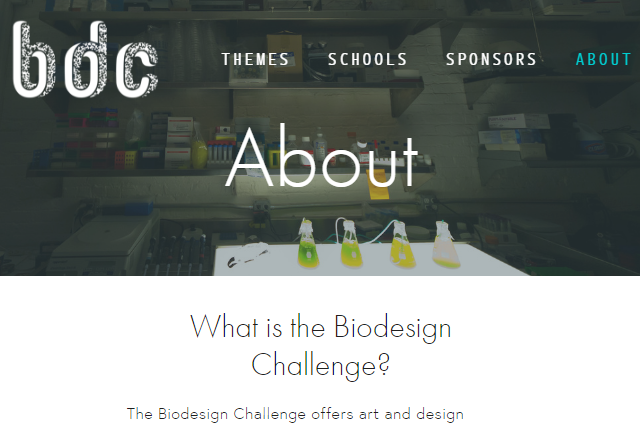 bdc
THEMES SCHOOLS SPONSORS ABOUT
About
What is the Biodesign
Challenge?
The Biodesign Challenge offers art and design